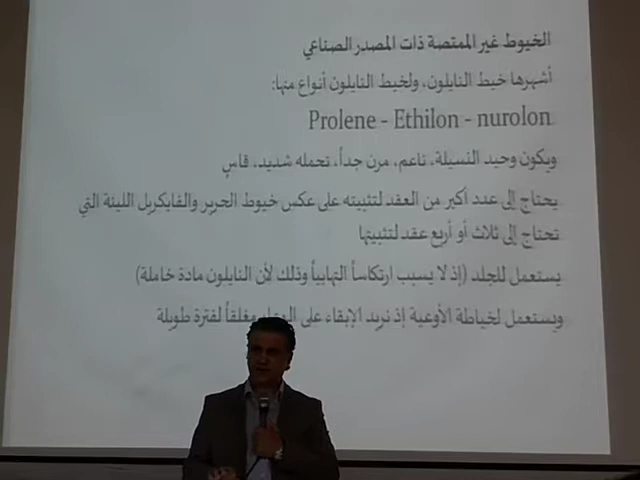 الخيوط غير الممتصة ذات المصدر الصناعي
أشهرها خيط النايلون، ولخيط النايلون أنواع منها:
Prolene - Ethilon - nurolon
ويكون وحيد النسيلة، ناعم، مرن جداً، تحمله شديد، قاسٍ
يحتاج إلى عدد أكبر من العقد لتثبيته على عكس خيوط الحرير والفايكريل اللينة التي
تحتاج إلى ثلاث أو أربع عقد لتثبيتها
يستعمل للجلد (إذ لا يسبب ارتكاساً التهابياً وذلك لأن النايلون مادة خاملة)
ويستعمل لخياطة الأوعية إذ نريد الإبقاء على مغلقاً لفترة طويلة